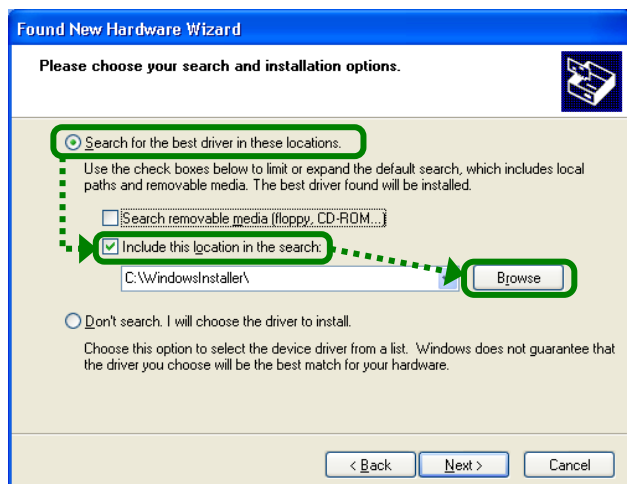 Found New Hardware Wizard
Please choose your search and installation options.
Search for the best driver in these locations.
Use the check boxes below to limit or expand the default search, which includes local
paths and removable media. The best driver found will be installed.
Search removable media (floppy, CD-ROM...)
Include this location in the search:
C:\WindowsInstaller\
Browse
Don't search. I will choose the driver to install.
Choose this option to select the device driver from a list. Windows does not guarantee that
the driver you choose will be the best match for your hardware.
< Back
Next >
Cancel